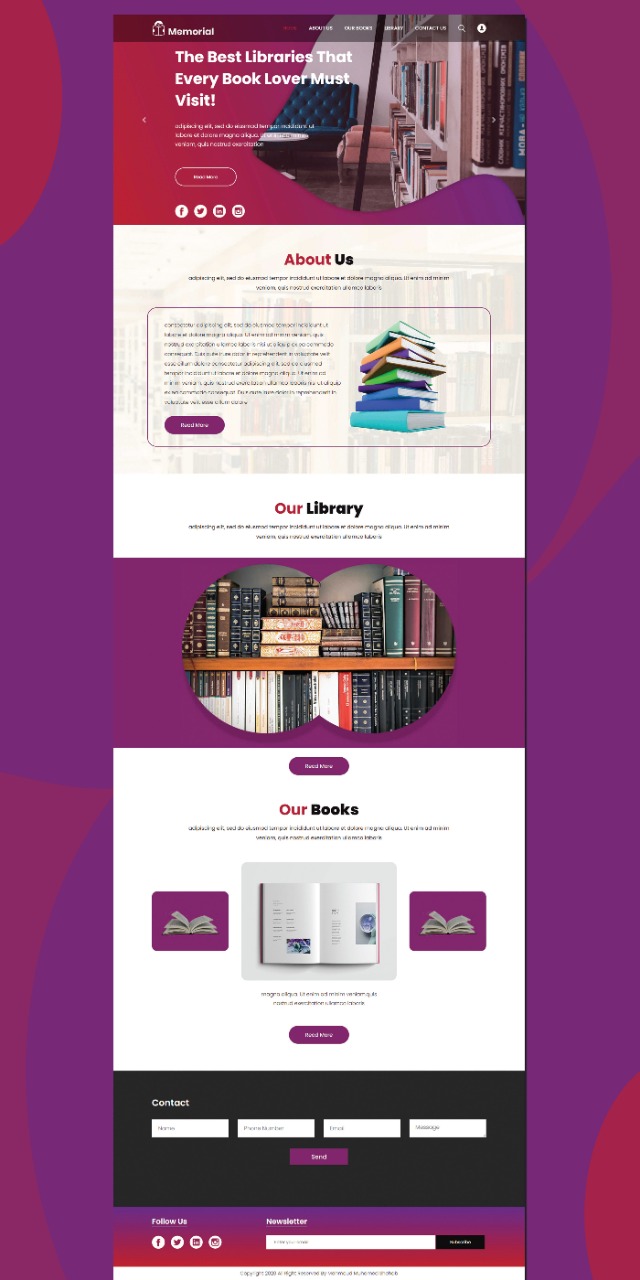 Memorial
HOME ABOUT US OUR BOOKS LIBRARY CONTACT US
The Best Libraries That
Every Book Lover Must
Visit!
adipiscing elit, sed do eiusmod tempor incididunt ut
labore et dolore magna aliqua. Ut enim ad minim
veniam, quis nostrud exercitation
Read More
About Us
adipiscing elit, sed do eiusmod tempor incididunt ut labore et dolore magna aliqua. Ut enim ad minim
veniam, quis nostrud exercitation ullamco laboris
consectetur adipiscing elit, sed do eiusmod tempor incididunt ut
labore et dolore magna aliqua. Ut enim ad minim veniam, quis
nostrud exercitation ullamco laboris nisi ut aliquip ex ea commodo
consequat. Duis aute irure dolor in reprehenderit in voluptate velit
esse cillum dolore consectetur adipiscing elit, sed do eiusmod
tempor incididunt ut labore et dolore magna aliqua. Ut enim ad
minim veniam, quis nostrud exercitation ullamco laboris nisi ut aliquip
ex ea commodo consequat. Duis aute irure dolor in reprehenderit in
voluptate velit esse cillum dolore
Read More
Our Library
adipiscing elit, sed do eiusmod tempor incididunt ut labore et dolore magna aliqua. Ut enim ad minim
veniam, quis nostrud exercitation ullamco laboris
Read More
Our Books
adipiscing elit, sed do eiusmod tempor incididunt ut labore et dolore magna aliqua. Ut enim ad minim
veniam, quis nostrud exercitation ullamco laboris
magna aliqua. Ut enim ad minim veniam,quis
nostrud exercitation ullamco laboris
Read More
Contact
Name Phone Number Email Message
Send
Follow Us Newsletter
Enter your email Subscribe
Copyright All Right Reserved By